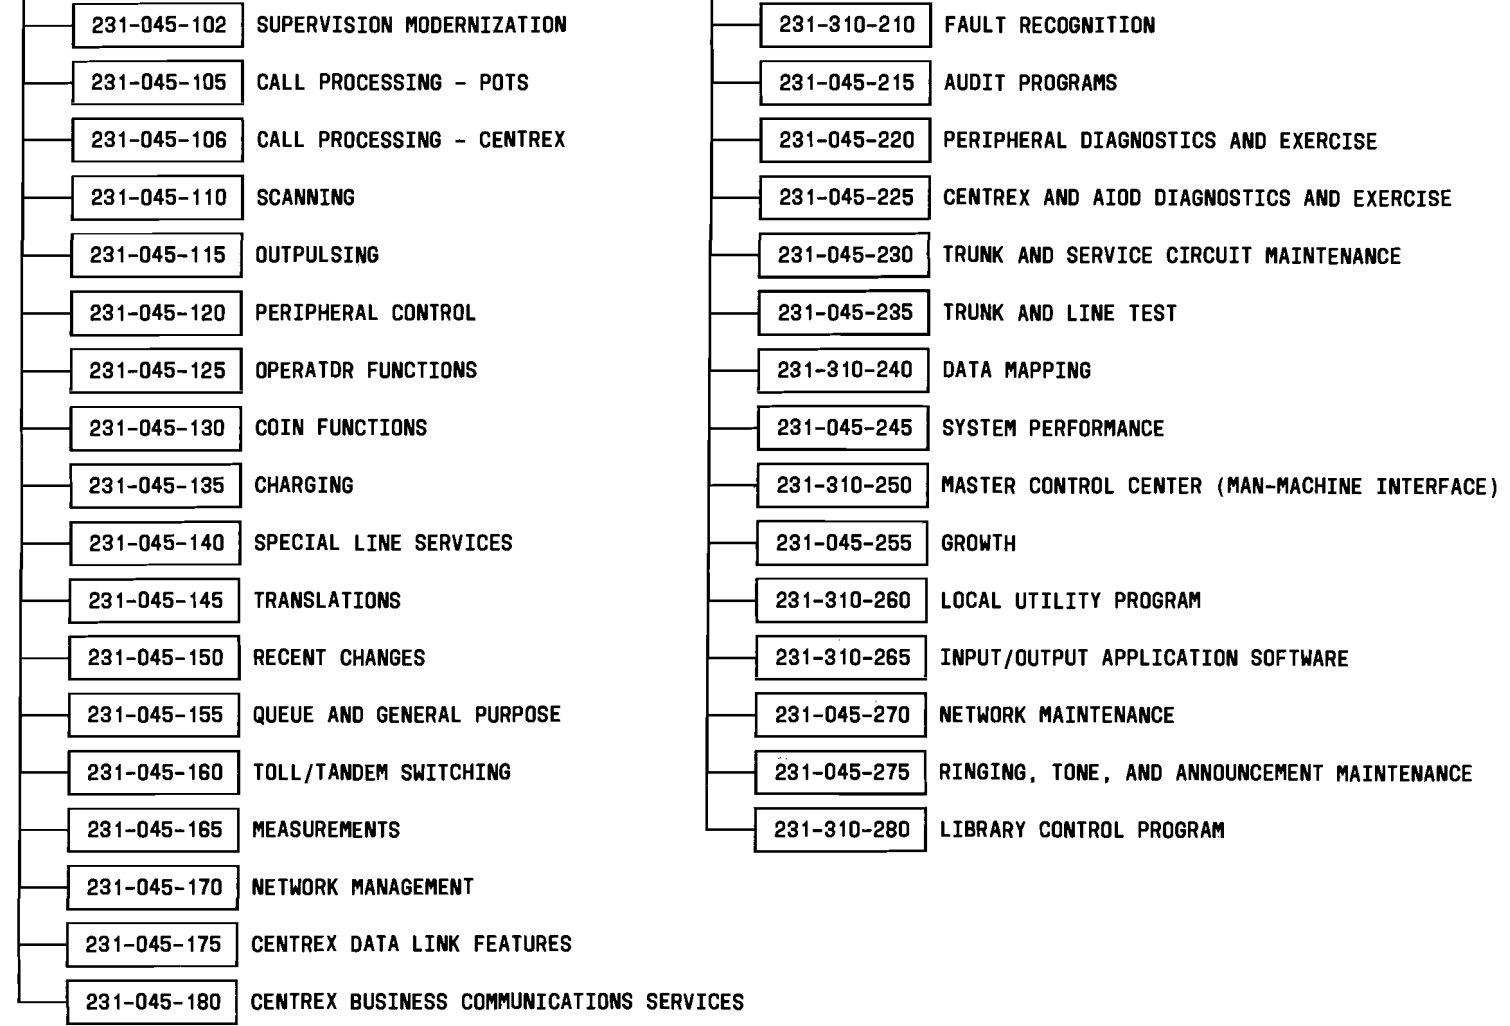 231-045-102 SUPERVISION MODERNIZATION
231-045-105 CALL PROCESSING - POTS
231-045-106 CALL PROCESSING - CENTREX
231-045-110 SCANNING
231-045-115 OUTPULSING
231-045-120 PERIPHERAL CONTROL
231-045-125 OPERATOR FUNCTIONS
231-045-130 COIN FUNCTIONS
231-045-135 CHARGING
231-045-140 SPECIAL LINE SERVICES
231-045-145 TRANSLATIONS
231-045-150 RECENT CHANGES
231-045-155 QUEUE AND GENERAL PURPOSE
231-045-160 TOLL/TANDEM SWITCHING
231-045-165 MEASUREMENTS
231-045-170 NETWORK MANAGEMENT
231-045-175 CENTREX DATA LINK FEATURES
231-045-180 CENTREX BUSINESS COMMUNICATIONS SERVICES
231-310-210 FAULT RECOGNITION
231-045-215 AUDIT PROGRAMS
231-045-220 PERIPHERAL DIAGNOSTICS AND EXERCISE
231-045-225 CENTREX AND AIOD DIAGNOSTICS AND EXERCISE
231-045-230 TRUNK AND SERVICE CIRCUIT MAINTENANCE
231-045-235 TRUNK AND LINE TEST
231-310-240 DATA MAPPING
231-045-245 SYSTEM PERFORMANCE
231-310-250 MASTER CONTROL CENTER (MAN-MACHINE INTERFACE)
231-045-255 GROWTH
231-310-260 LOCAL UTILITY PROGRAM
231-310-265 INPUT/OUTPUT APPLICATION SOFTWARE
231-045-270 NETWORK MAINTENANCE
231-045-275 RINGING, TONE, AND ANNOUNCEMENT MAINTENANCE
231-310-280 LIBRARY CONTROL PROGRAM